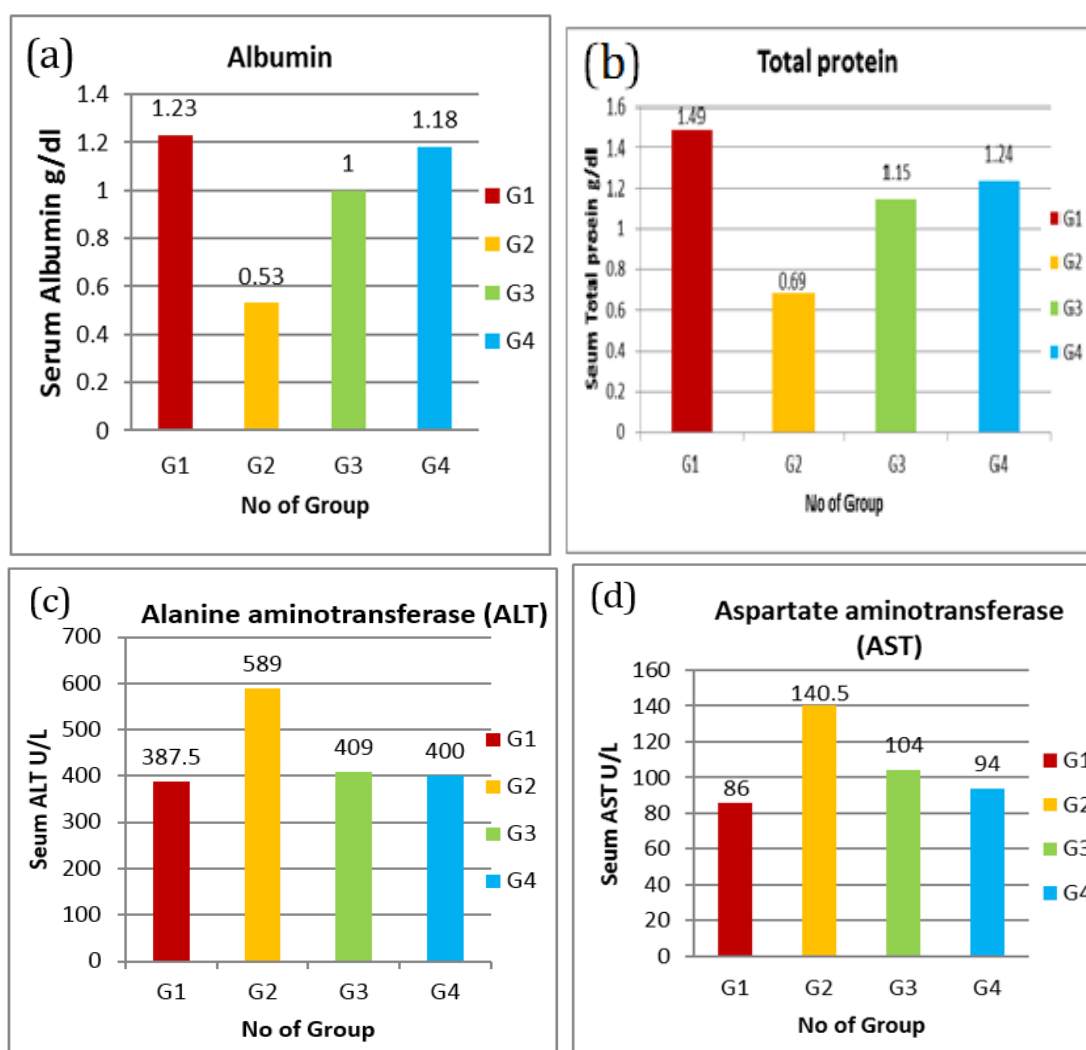 (a)
Albumin
Serum Albumin g/dl
1.4
1.2
1
0.8
0.6
0.4
0.2
0
1.23
0.53
1
1.18
G1
G2
G3
G4
G1 G2 G3 G4
No of Group
(b)
Total protein
Seum Total proein g/dl
1.6
1.4
1.2
1
0.8
0.6
0.4
0.2
0
1.49
0.69
1.15
1.24
G1
G2
G3
G4
G1 G2 G3 G4
No of Group
(c)
Alanine aminotransferase (ALT)
Seum ALT U/L
700
600
500
400
300
200
100
0
387.5
589
409
400
G1
G2
G3
G4
G1 G2 G3 G4
No of Group
(d)
Aspartate aminotransferase
(AST)
Seum AST U/L
160
140
120
100
80
60
40
20
0
86
140.5
104
94
G1
G2
G3
G4
G1 G2 G3 G4
No of Group